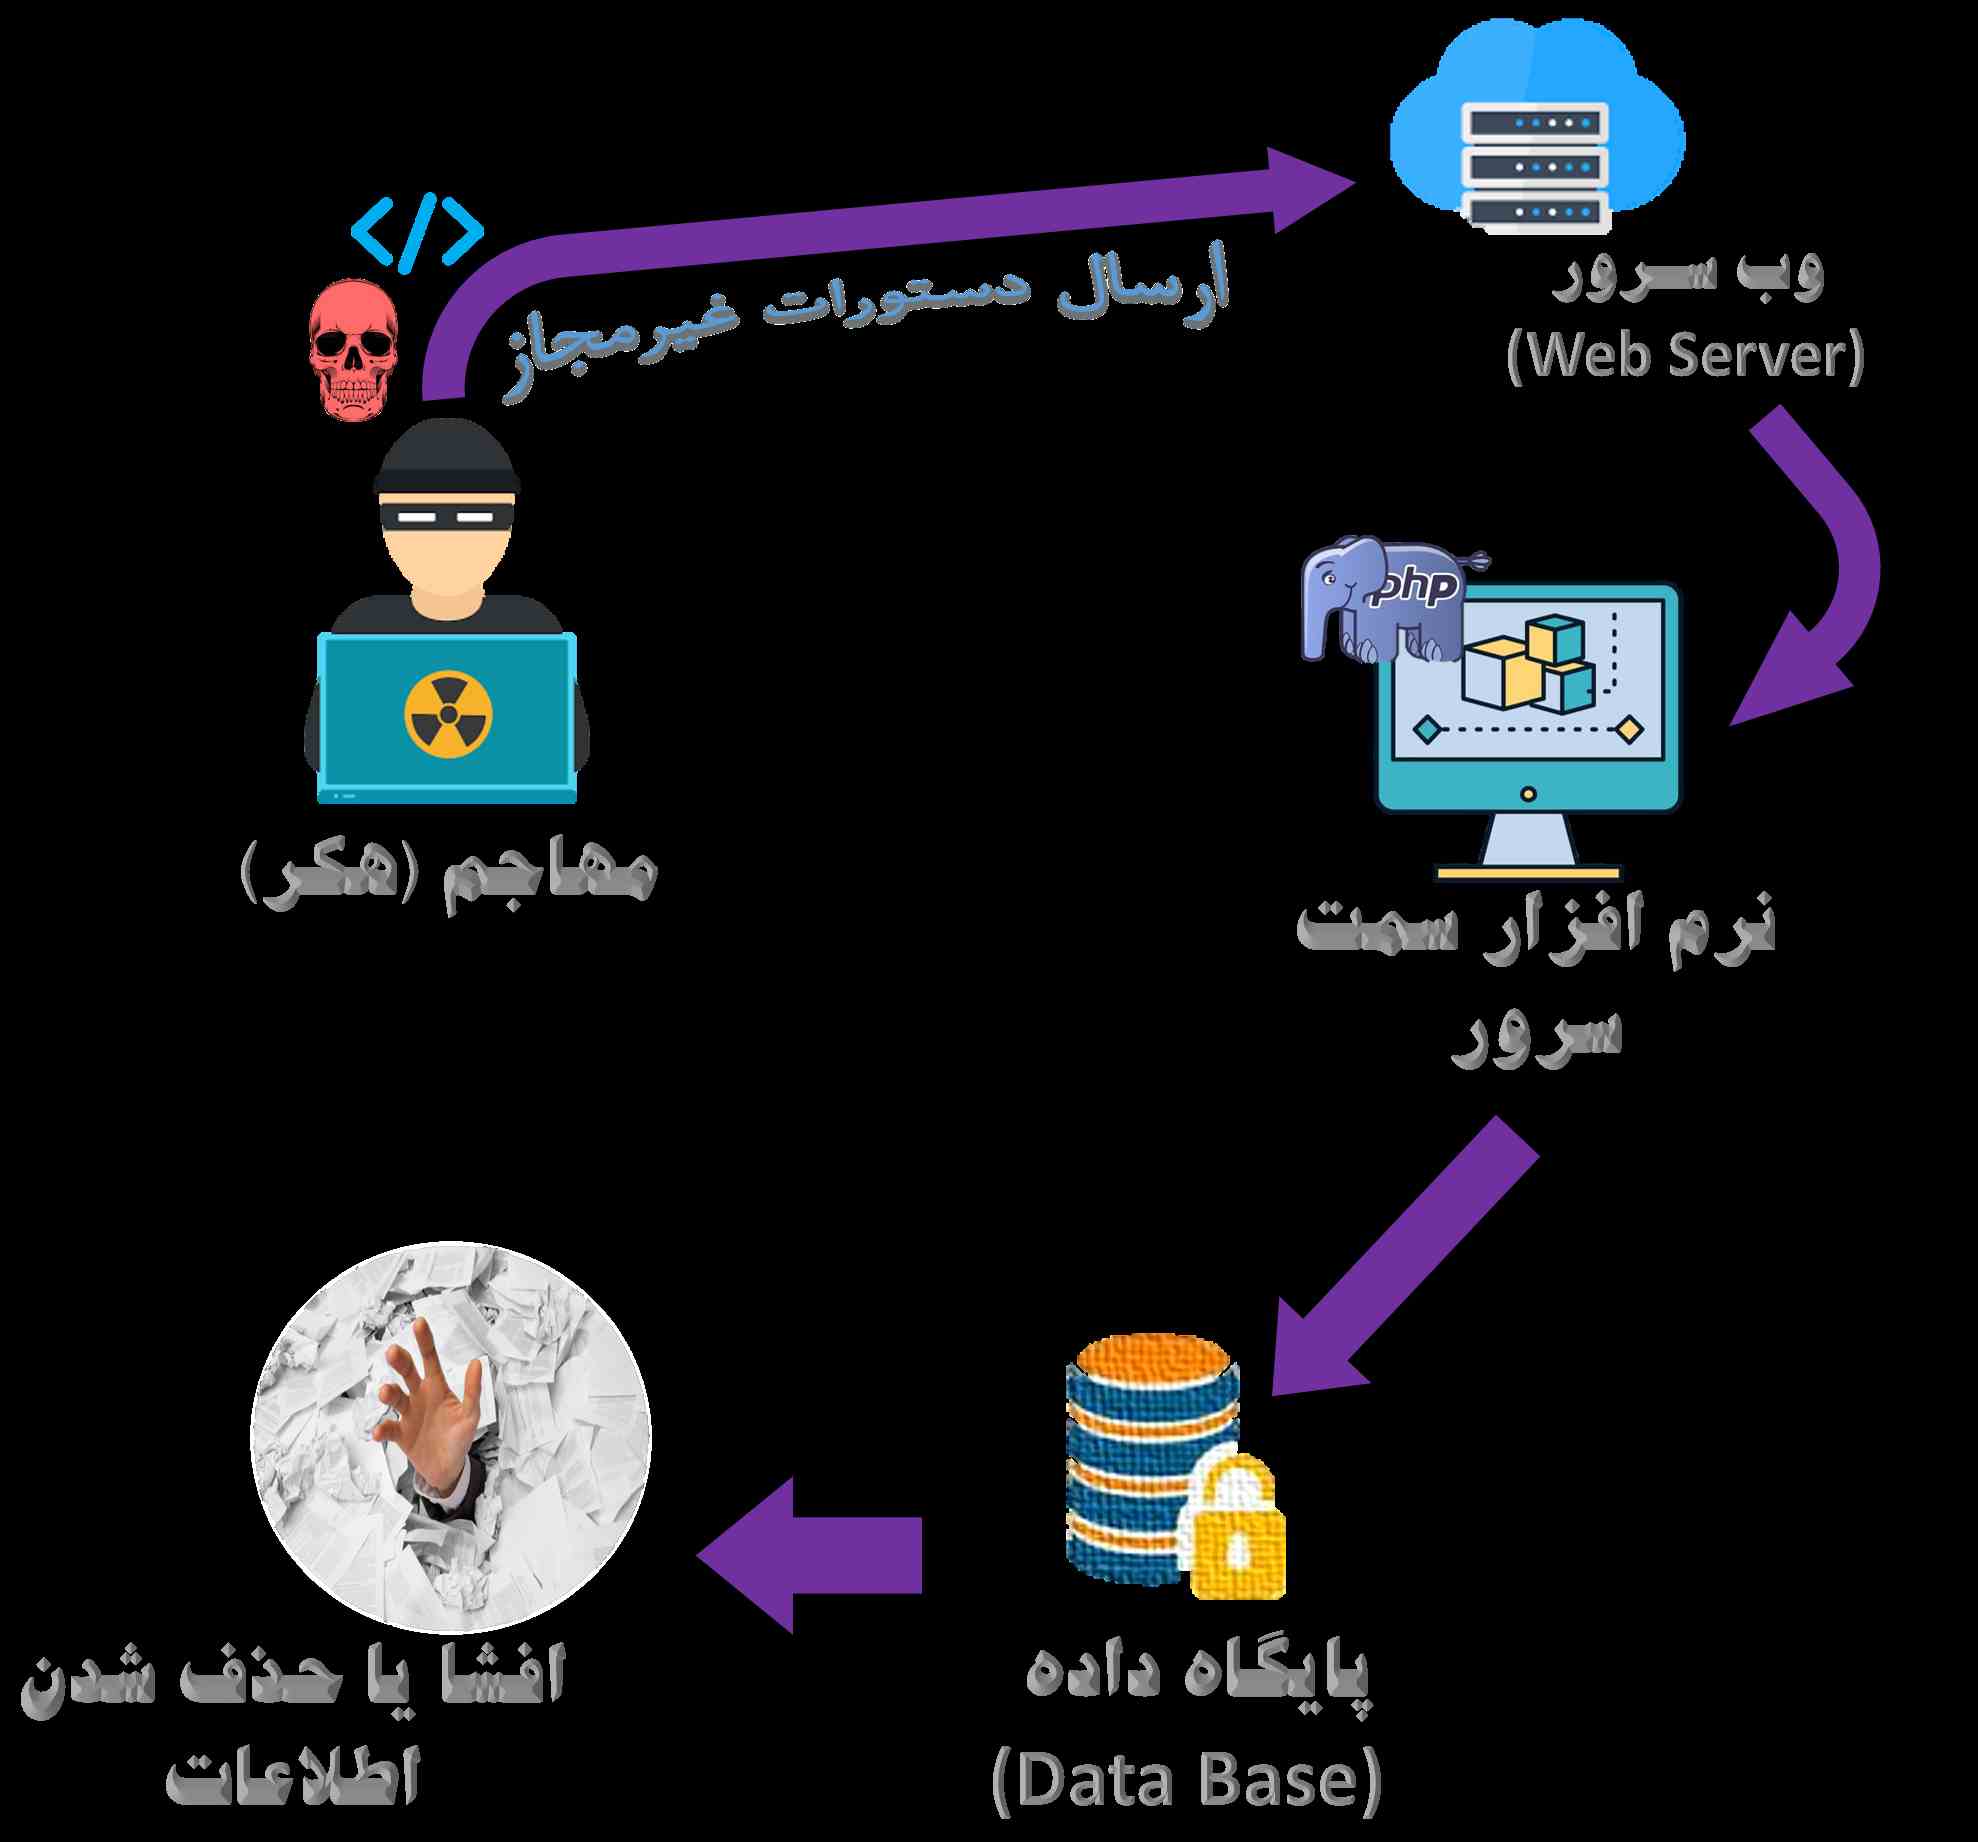 وب سرور
(Web Server)
ارسال دستورات غیرمجاز
</>
php
مهاجم (هکر)
نرم افزار سمت
سرور
پایگاه داده
(Data Base)
افشا یا حذف شدن
اطلاعات